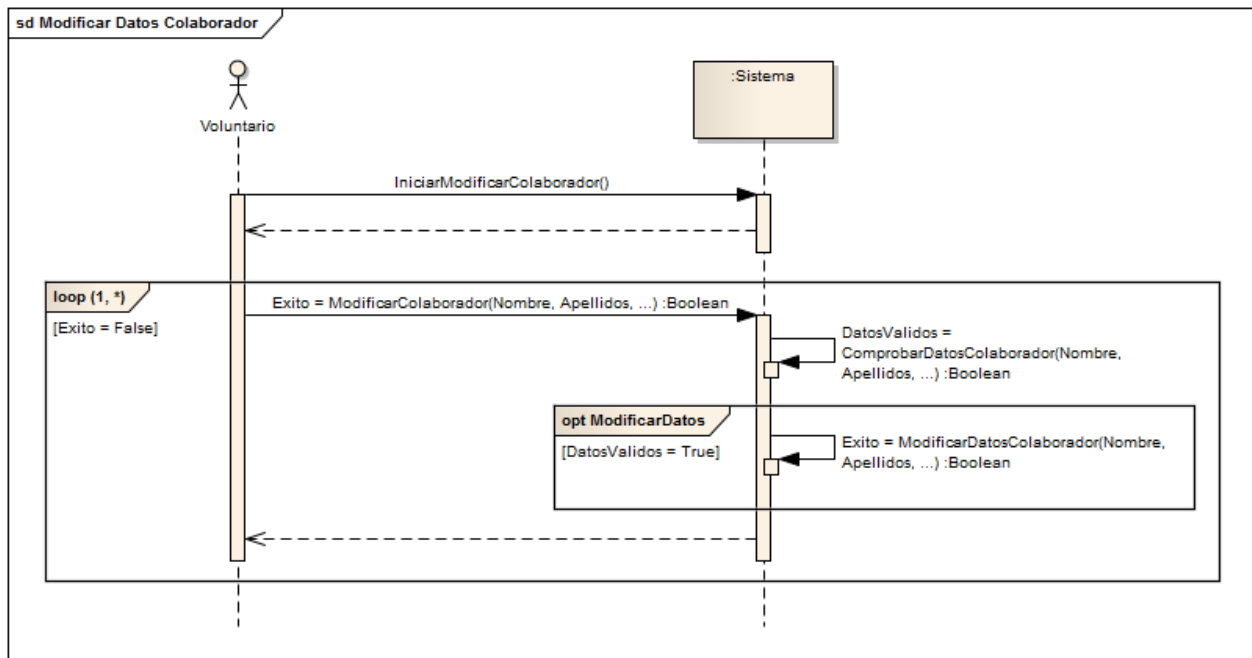 sd Modificar Datos Colaborador
:Sistema
Voluntario
IniciarModificarColaborador()
loop (1, *)
[Exito = False]
Exito = ModificarColaborador(Nombre, Apellidos, ...) :Boolean
DatosValidos =
ComprobarDatosColaborador(Nombre,
Apellidos, ...) :Boolean
opt ModificarDatos
[DatosValidos = True]
Exito = ModificarDatosColaborador(Nombre,
Apellidos, ...) :Boolean